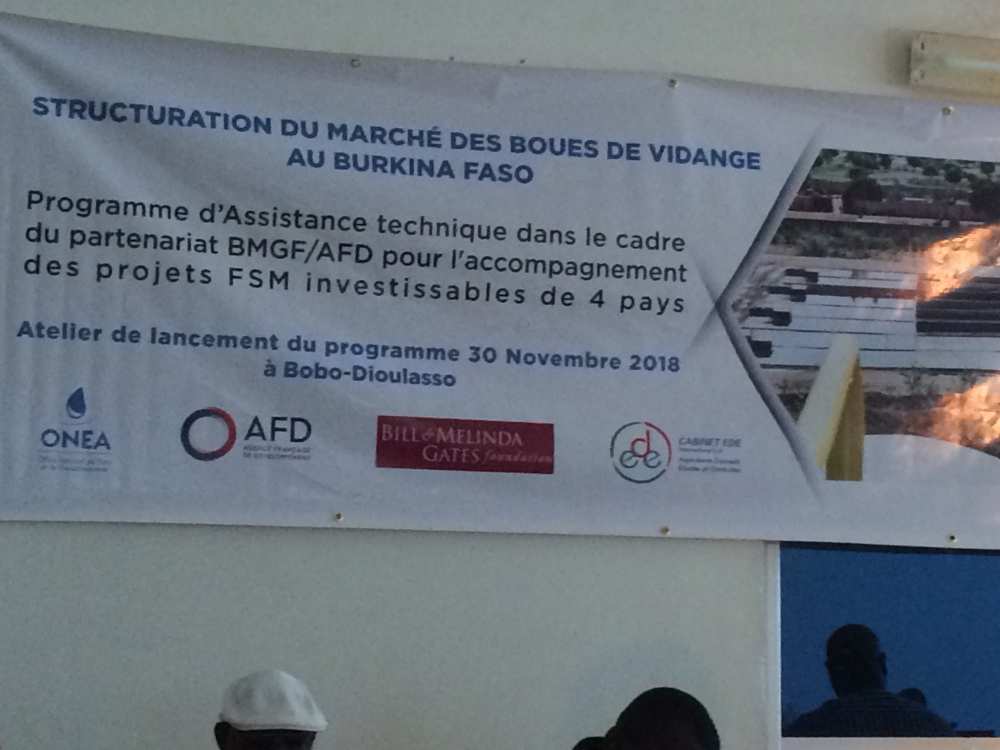 STRUCTURATION DU MARCHÉ DES BOUES DE VIDANGE
AU BURKINA FASO
Programme d'Assistance technique dans le cadre
du partenariat BMGF/AFD pour l'accompagnement
des projets FSM investissables de 4 pays
Atelier de lancement du programme 30 Novembre 2018
à Bobo-Dioulasso
ONEA
AFD
AGENCE FRANÇAISE
DE DÉVELOPPEMENT
BILL & MELINDA
GATES foundation
ede
CABINET EDE